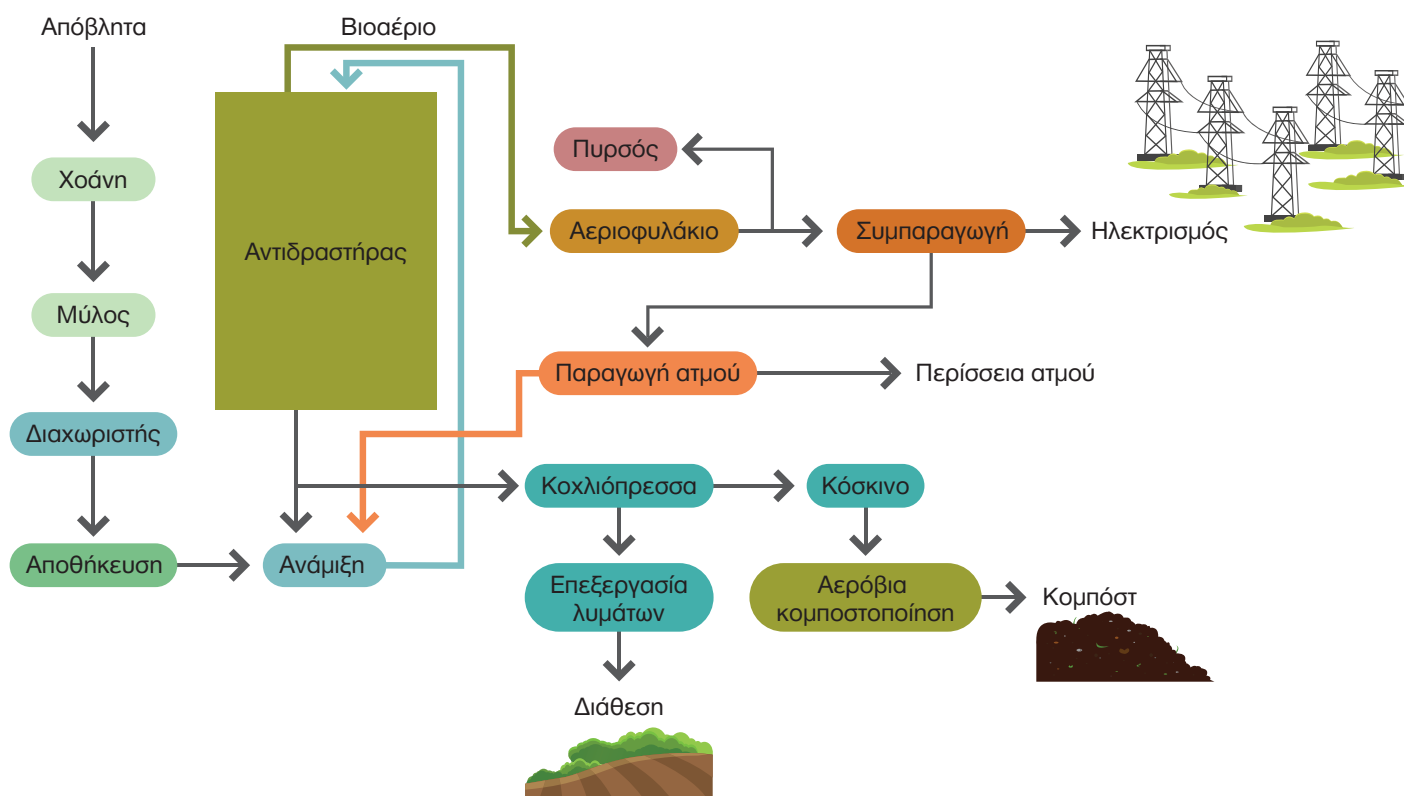 Απόβλητα
Βιοαέριο
Πυρσός
Χοάνη
Αεριοφυλάκιο
Συμπαραγωγή
Ηλεκτρισμός
Αντιδραστήρας
Μύλος
Παραγωγή ατμού
Περίσσεια ατμού
Διαχωριστής
Κοχλιόπρεσσα
Κόσκινο
Αποθήκευση
Ανάμιξη
Επεξεργασία
λυμάτων
Αερόβια
κομποστοποίηση
Κομπόστ
Διάθεση